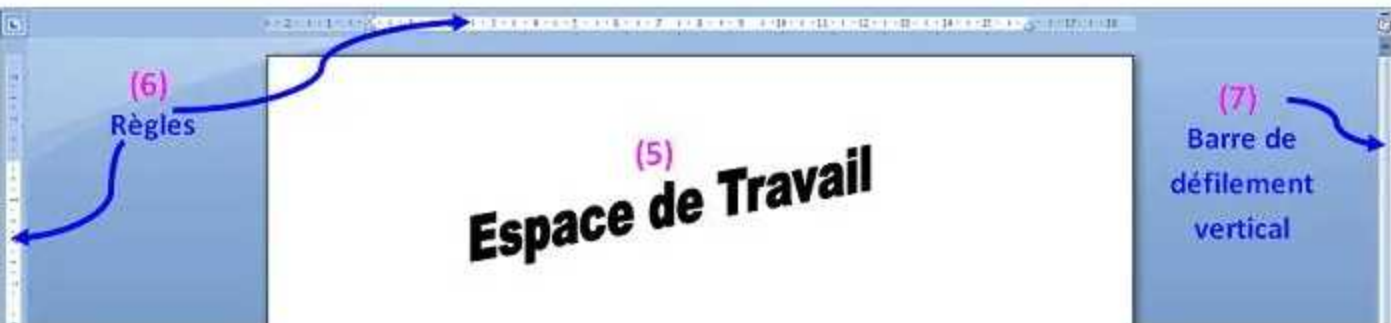 (6)
Règles
(5)
Espace de Travail
(7)
Barre de
défilement
vertical